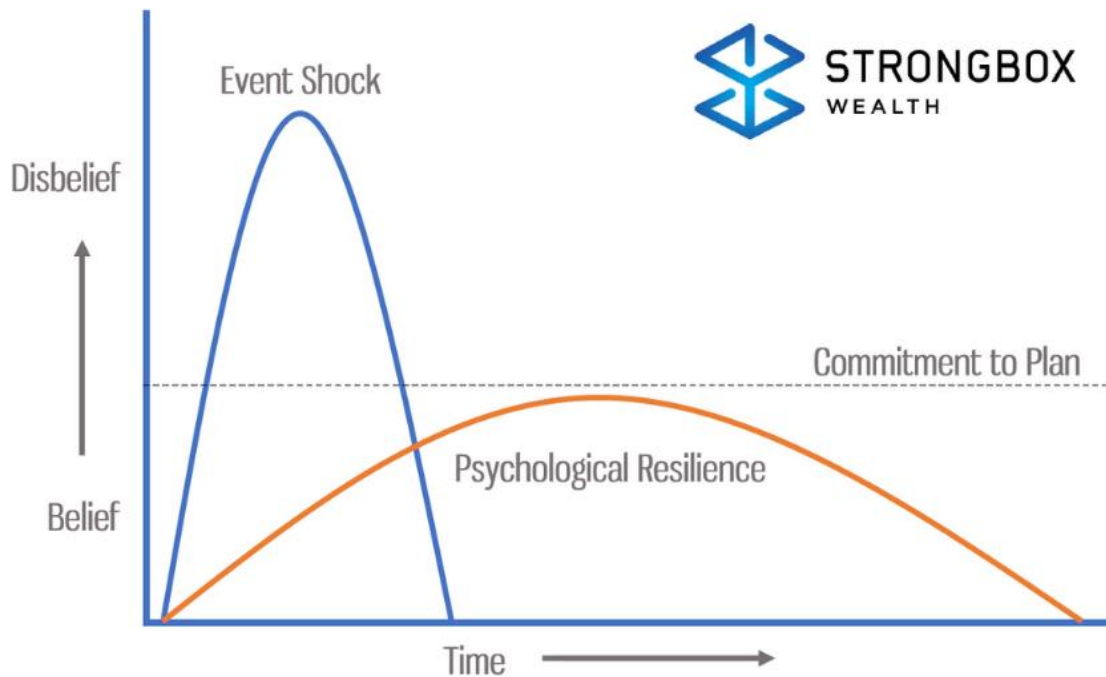 STRONGBOX
WEALTH
Event Shock
Disbelief
Commitment to Plan
Psychological Resilience
Belief
Time